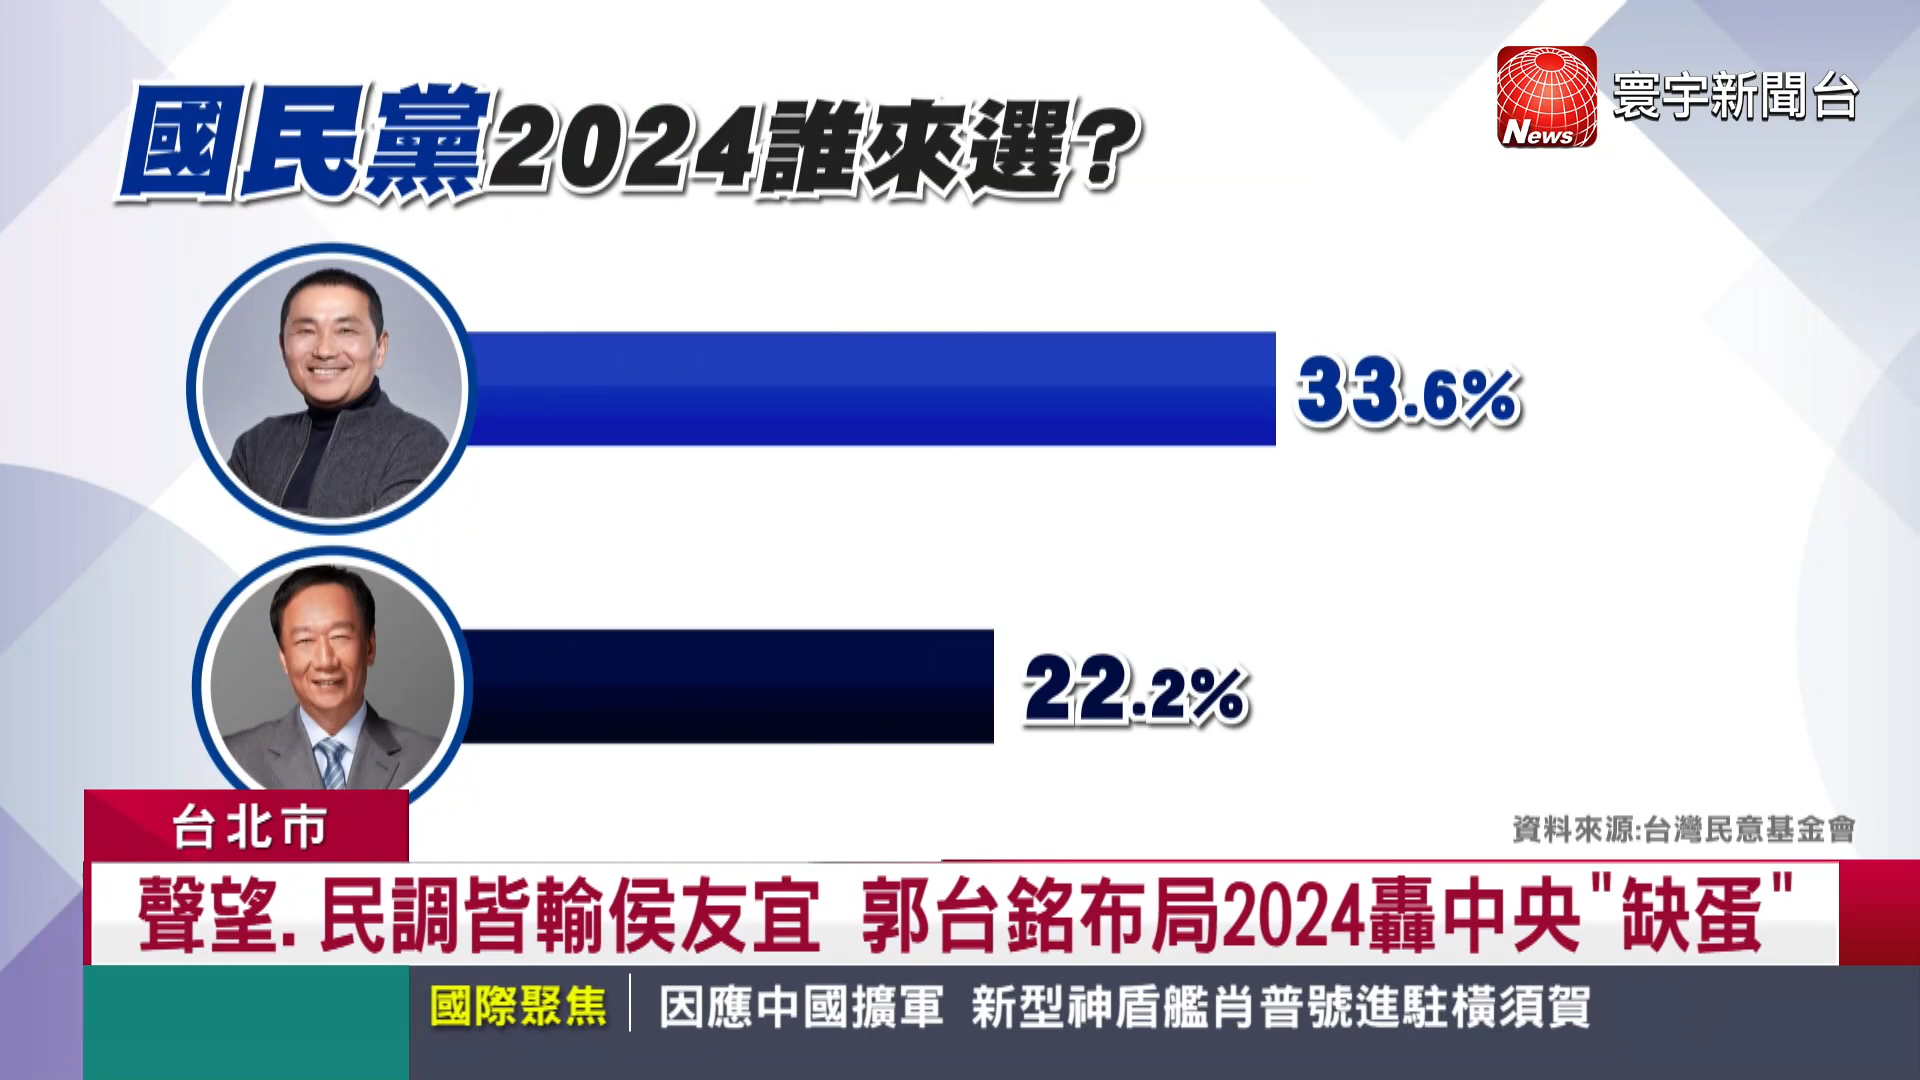 國民黨2024誰來選?
News 寰宇新聞台
33.6%
22.2%
台北市
資料來源:台灣民意基金會
聲望.民調皆輸侯友宜 郭台銘布局2024轟中央"缺蛋"
國際聚焦 因應中國擴軍 新型神盾艦肖普號進駐橫須賀